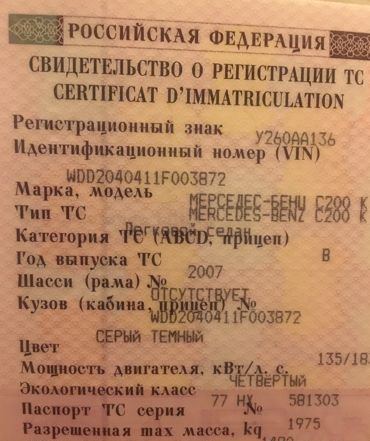 РОССИЙСКАЯ ФЕДЕРАЦИЯ
СВИДЕТЕЛЬСТВО О РЕГИСТРАЦИИ ТС
CERTIFICAT D'IMMATRICULATION
Регистрационный знак У260АА136
Идентификационный номер (VIN)
WDD2040411F003872
Марка, модель МЕРСЕДЕС-БЕНЦ С200 К
MERCEDES-BENZ C200 K
Тип ТС Легковой седан
Категория ТС (ABCD, прицеп) B
Год выпуска ТС 2007
Шасси (рама) № ОТСУТСТВУЕТ
Кузов (кабина, прицеп) № WDD2040411F003872
Цвет СЕРЫЙ ТЕМНЫЙ
Мощность двигателя, кВт/л. с. 135/18
Экологический класс ЧЕТВЁРТЫЙ
Паспорт ТС серия 77 НХ № 581303
Разрешенная max масса, kg 1975